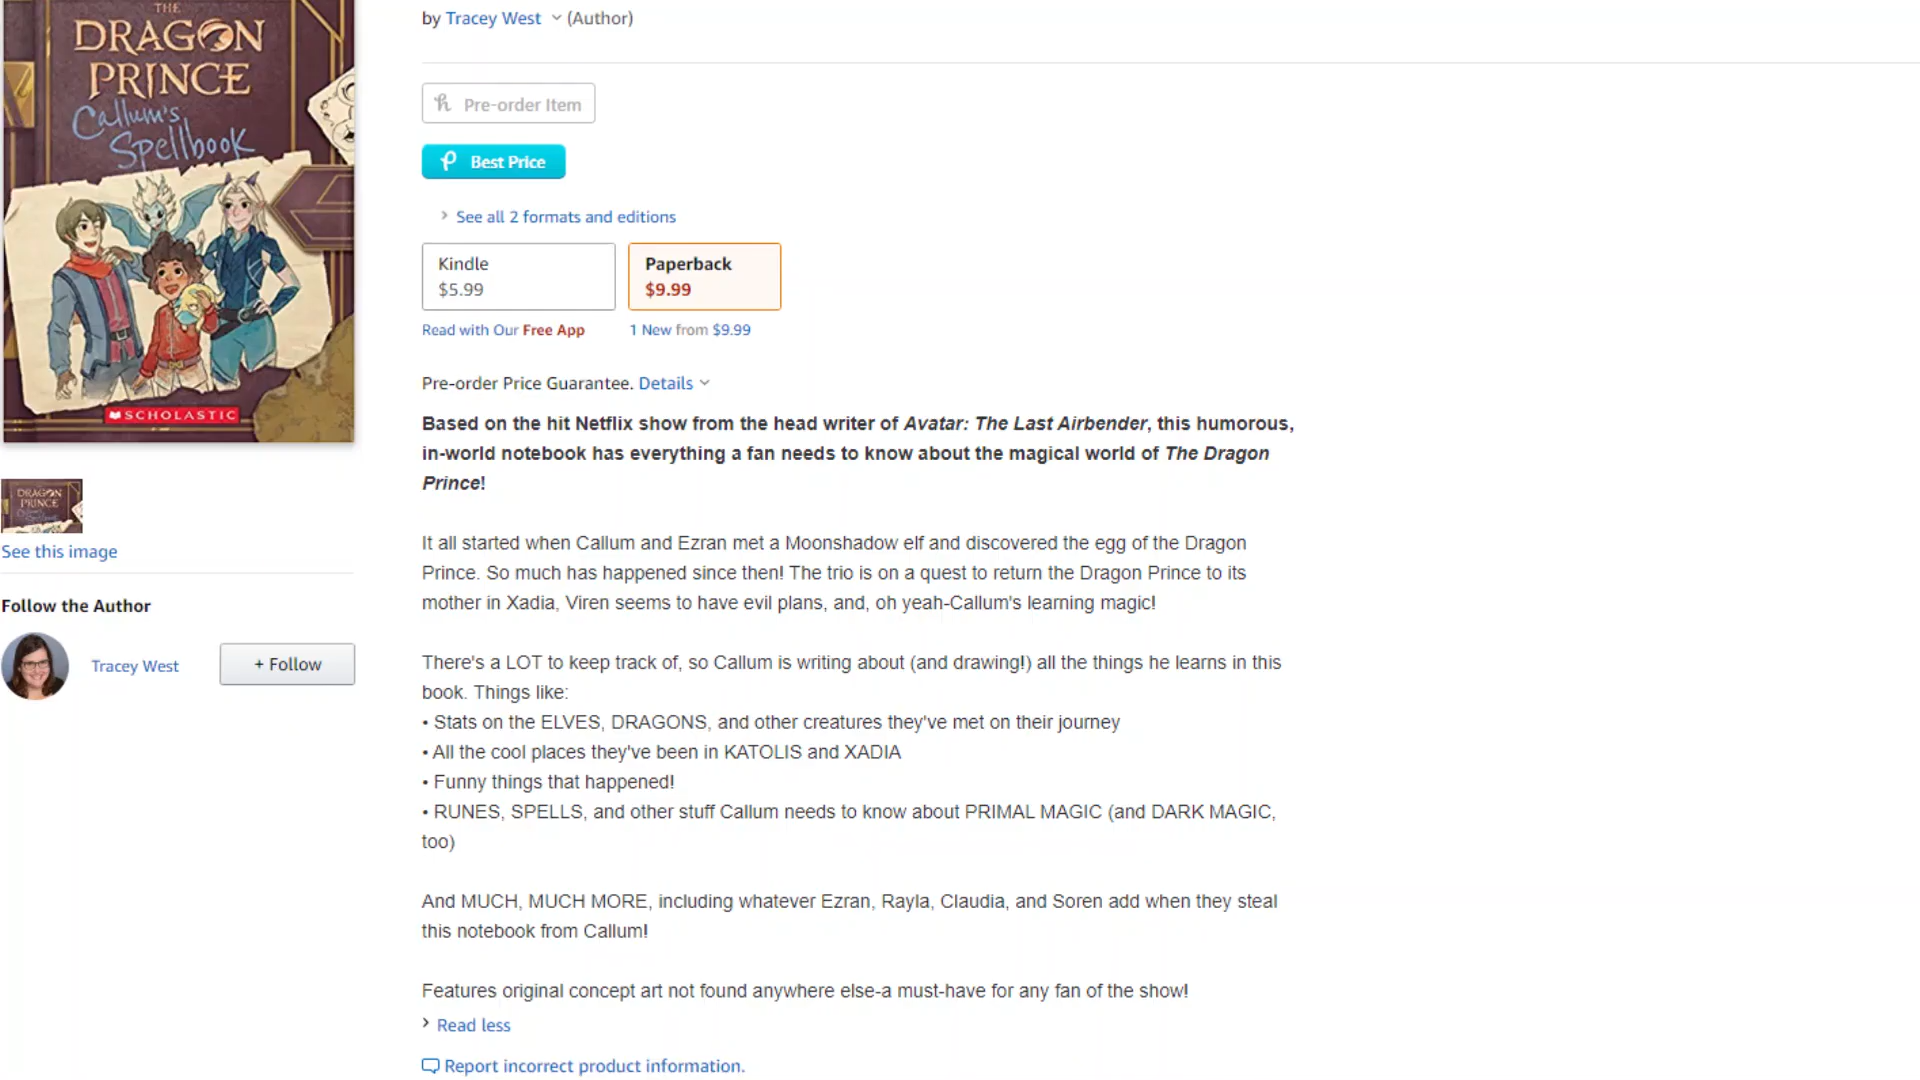 THE
DRAGON
PRINCE
Callum's
Spellbook
SCHOLASTIC
DRAGON
PRINCE
See this image
Follow the Author
Tracey West
+ Follow
by Tracey West (Author)
Pre-order Item
Best Price
See all 2 formats and editions
Kindle
$5.99
Paperback
$9.99
Read with Our Free App
1 New from $9.99
Pre-order Price Guarantee. Details
Based on the hit Netflix show from the head writer of Avatar: The Last Airbender, this humorous,
in-world notebook has everything a fan needs to know about the magical world of The Dragon
Prince!
It all started when Callum and Ezran met a Moonshadow elf and discovered the egg of the Dragon
Prince. So much has happened since then! The trio is on a quest to return the Dragon Prince to its
mother in Xadia, Viren seems to have evil plans, and, oh yeah-Callum's learning magic!
There's a LOT to keep track of, so Callum is writing about (and drawing!) all the things he learns in this
book. Things like:
• Stats on the ELVES, DRAGONS, and other creatures they've met on their journey
• All the cool places they've been in KATOLIS and XADIA
• Funny things that happened!
• RUNES, SPELLS, and other stuff Callum needs to know about PRIMAL MAGIC (and DARK MAGIC,
too)
And MUCH, MUCH MORE, including whatever Ezran, Rayla, Claudia, and Soren add when they steal
this notebook from Callum!
Features original concept art not found anywhere else-a must-have for any fan of the show!
Read less
Report incorrect product information.